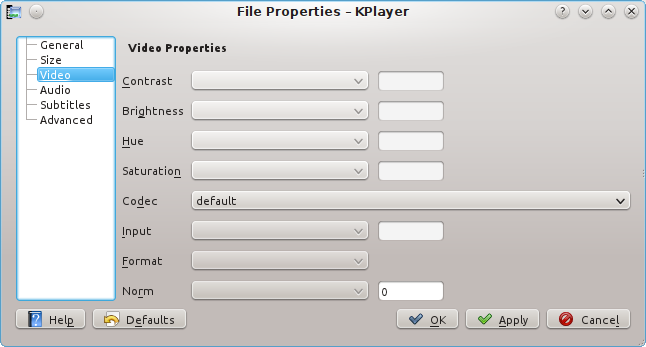 File Properties – KPlayer
General
Size
Video
Audio
Subtitles
Advanced
Video Properties
Contrast
Brightness
Hue
Saturation
Codec default
Input
Format
Norm 0
Help Defaults OK Apply Cancel